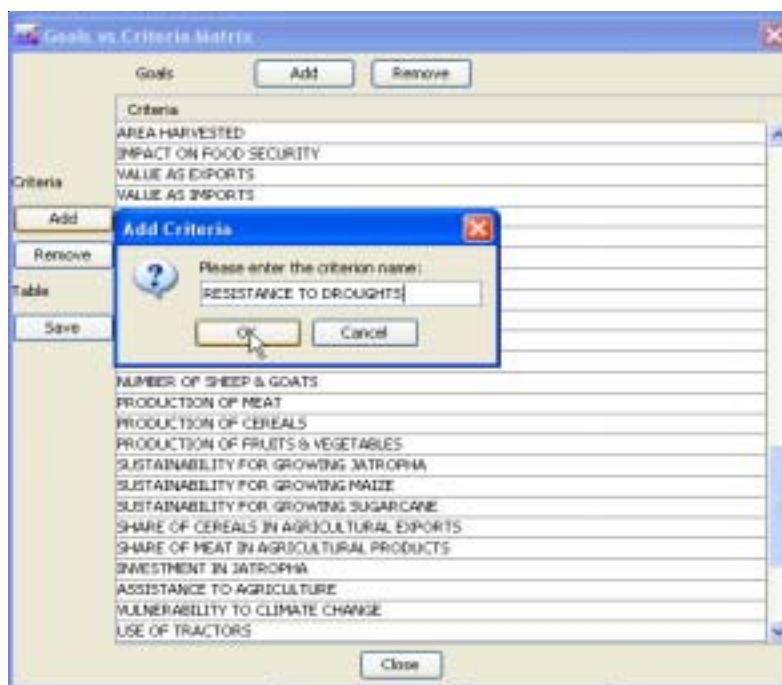 Goals vs Criteria Matrix
Goals
Add
Remove
Criteria
AREA HARVESTED
IMPACT ON FOOD SECURITY
VALUE AS EXPORTS
VALUE AS IMPORTS
Criteria
Add
Remove
Table
Save
Add Criteria
Please enter the criterion name:
RESISTANCE TO DROUGHTS
OK
Cancel
NUMBER OF SHEEP & GOATS
PRODUCTION OF MEAT
PRODUCTION OF CEREALS
PRODUCTION OF FRUITS & VEGETABLES
SUSTAINABILITY FOR GROWING JATROPHA
SUSTAINABILITY FOR GROWING MAIZE
SUSTAINABILITY FOR GROWING SUGARCANE
SHARE OF CEREALS IN AGRICULTURAL EXPORTS
SHARE OF MEAT IN AGRICULTURAL PRODUCTS
INVESTMENT IN JATROPHA
ASSISTANCE TO AGRICULTURE
VULNERABILITY TO CLIMATE CHANGE
USE OF TRACTORS
Close